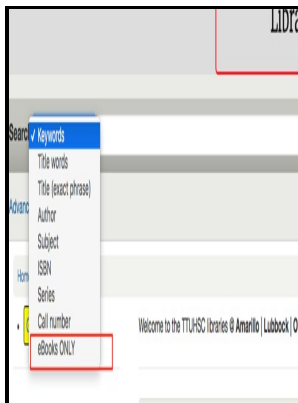 Libra
Searc
✓ Keywords
Title words
Title (exact phrase)
Author
Subject
ISBN
Series
Call number
eBooks ONLY
Advanc
Hom
Welcome to the TTUHSC libraries @ Amarillo | Lubbock | O